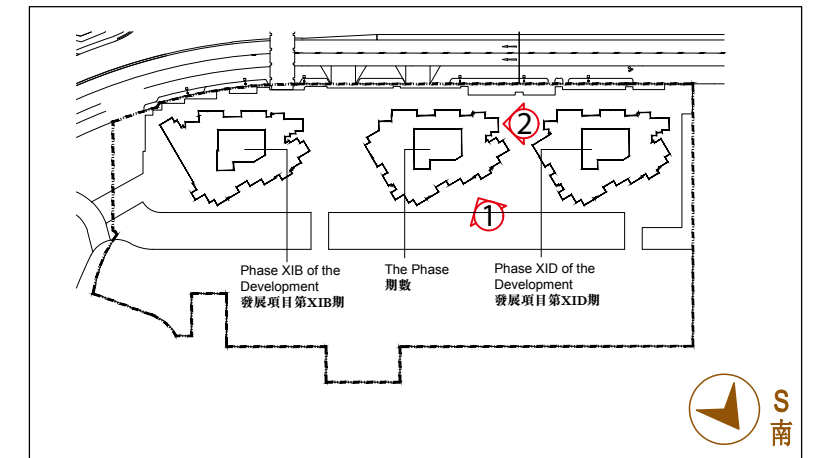 2
1
Phase XIB of the
Development
發展項目第XIB期
The Phase
期數
Phase XID of the
Development
發展項目第XID期
S
南